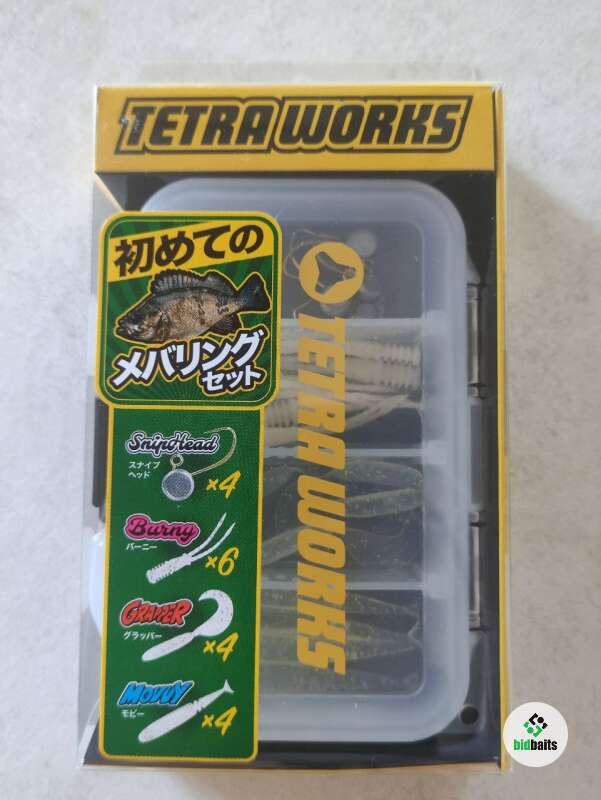 TETRA WORKS
初めての
メバリング
セット
TETRA WORKS
SnipHead
スナイプ
ヘッド
×4
Burny
バーニー
×6
GRAPPER
グラッパー
×4
MOVUY
モビー
×4
bidbaits